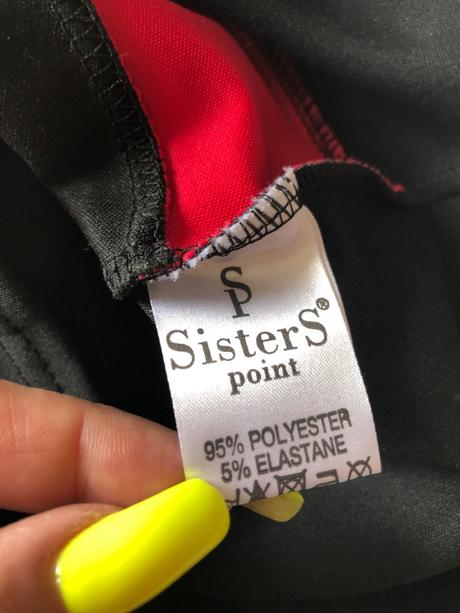 SP
SisterS®
point
95% POLYESTER
5% ELASTANE